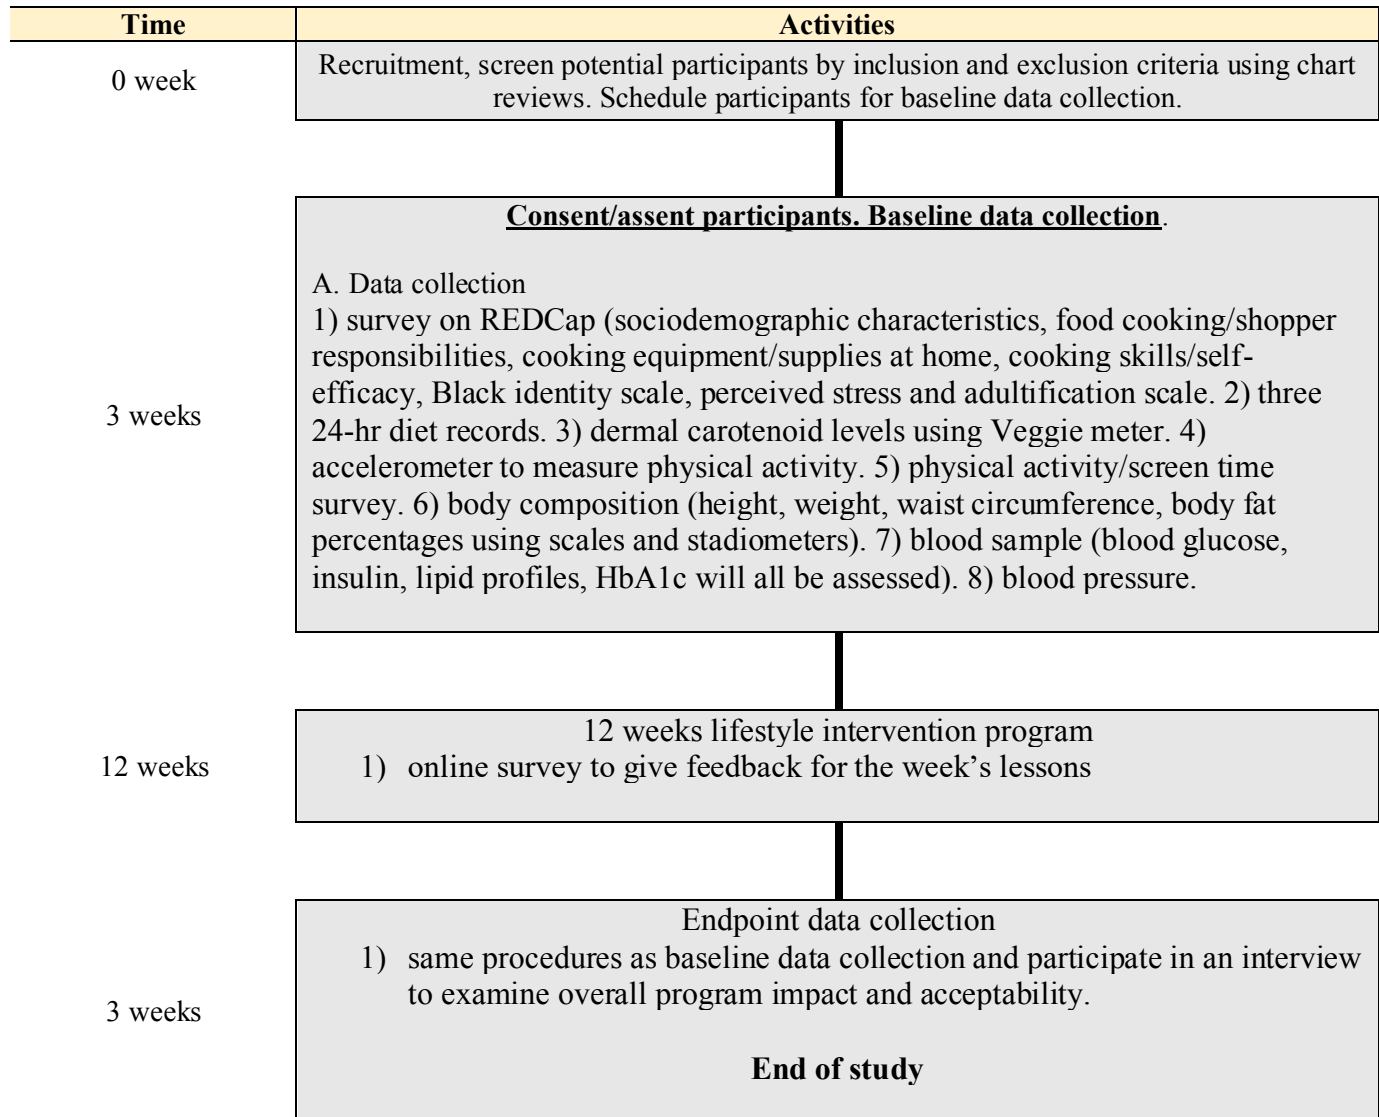 Time Activities
0 week
Recruitment, screen potential participants by inclusion and exclusion criteria using chart
reviews. Schedule participants for baseline data collection.
3 weeks
Consent/assent participants. Baseline data collection.
A. Data collection
1) survey on REDCap (sociodemographic characteristics, food cooking/shopper
responsibilities, cooking equipment/supplies at home, cooking skills/self-
efficacy, Black identity scale, perceived stress and adultification scale. 2) three
24-hr diet records. 3) dermal carotenoid levels using Veggie meter. 4)
accelerometer to measure physical activity. 5) physical activity/screen time
survey. 6) body composition (height, weight, waist circumference, body fat
percentages using scales and stadiometers). 7) blood sample (blood glucose,
insulin, lipid profiles, HbA1c will all be assessed). 8) blood pressure.
12 weeks
12 weeks lifestyle intervention program
1) online survey to give feedback for the week’s lessons
3 weeks
Endpoint data collection
1) same procedures as baseline data collection and participate in an interview
to examine overall program impact and acceptability.
End of study